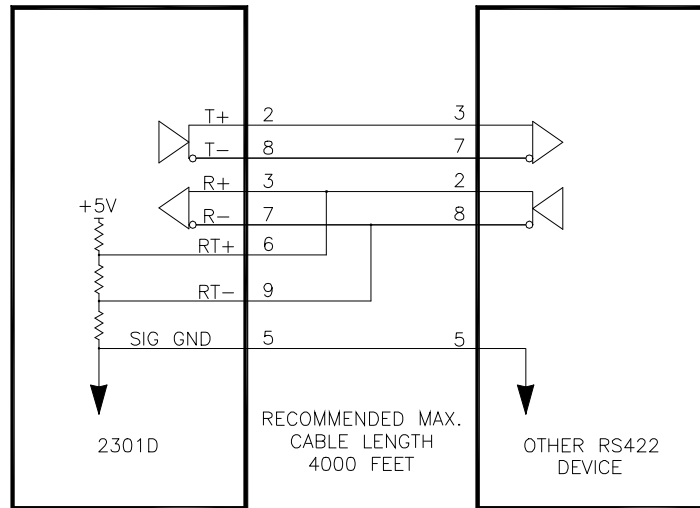 T+ 2 3
T- 8 7
R+ 3 2
+5V
R- 7 8
RT+ 6
RT- 9
SIG GND 5 5
2301D
RECOMMENDED MAX.
CABLE LENGTH
4000 FEET
OTHER RS422
DEVICE